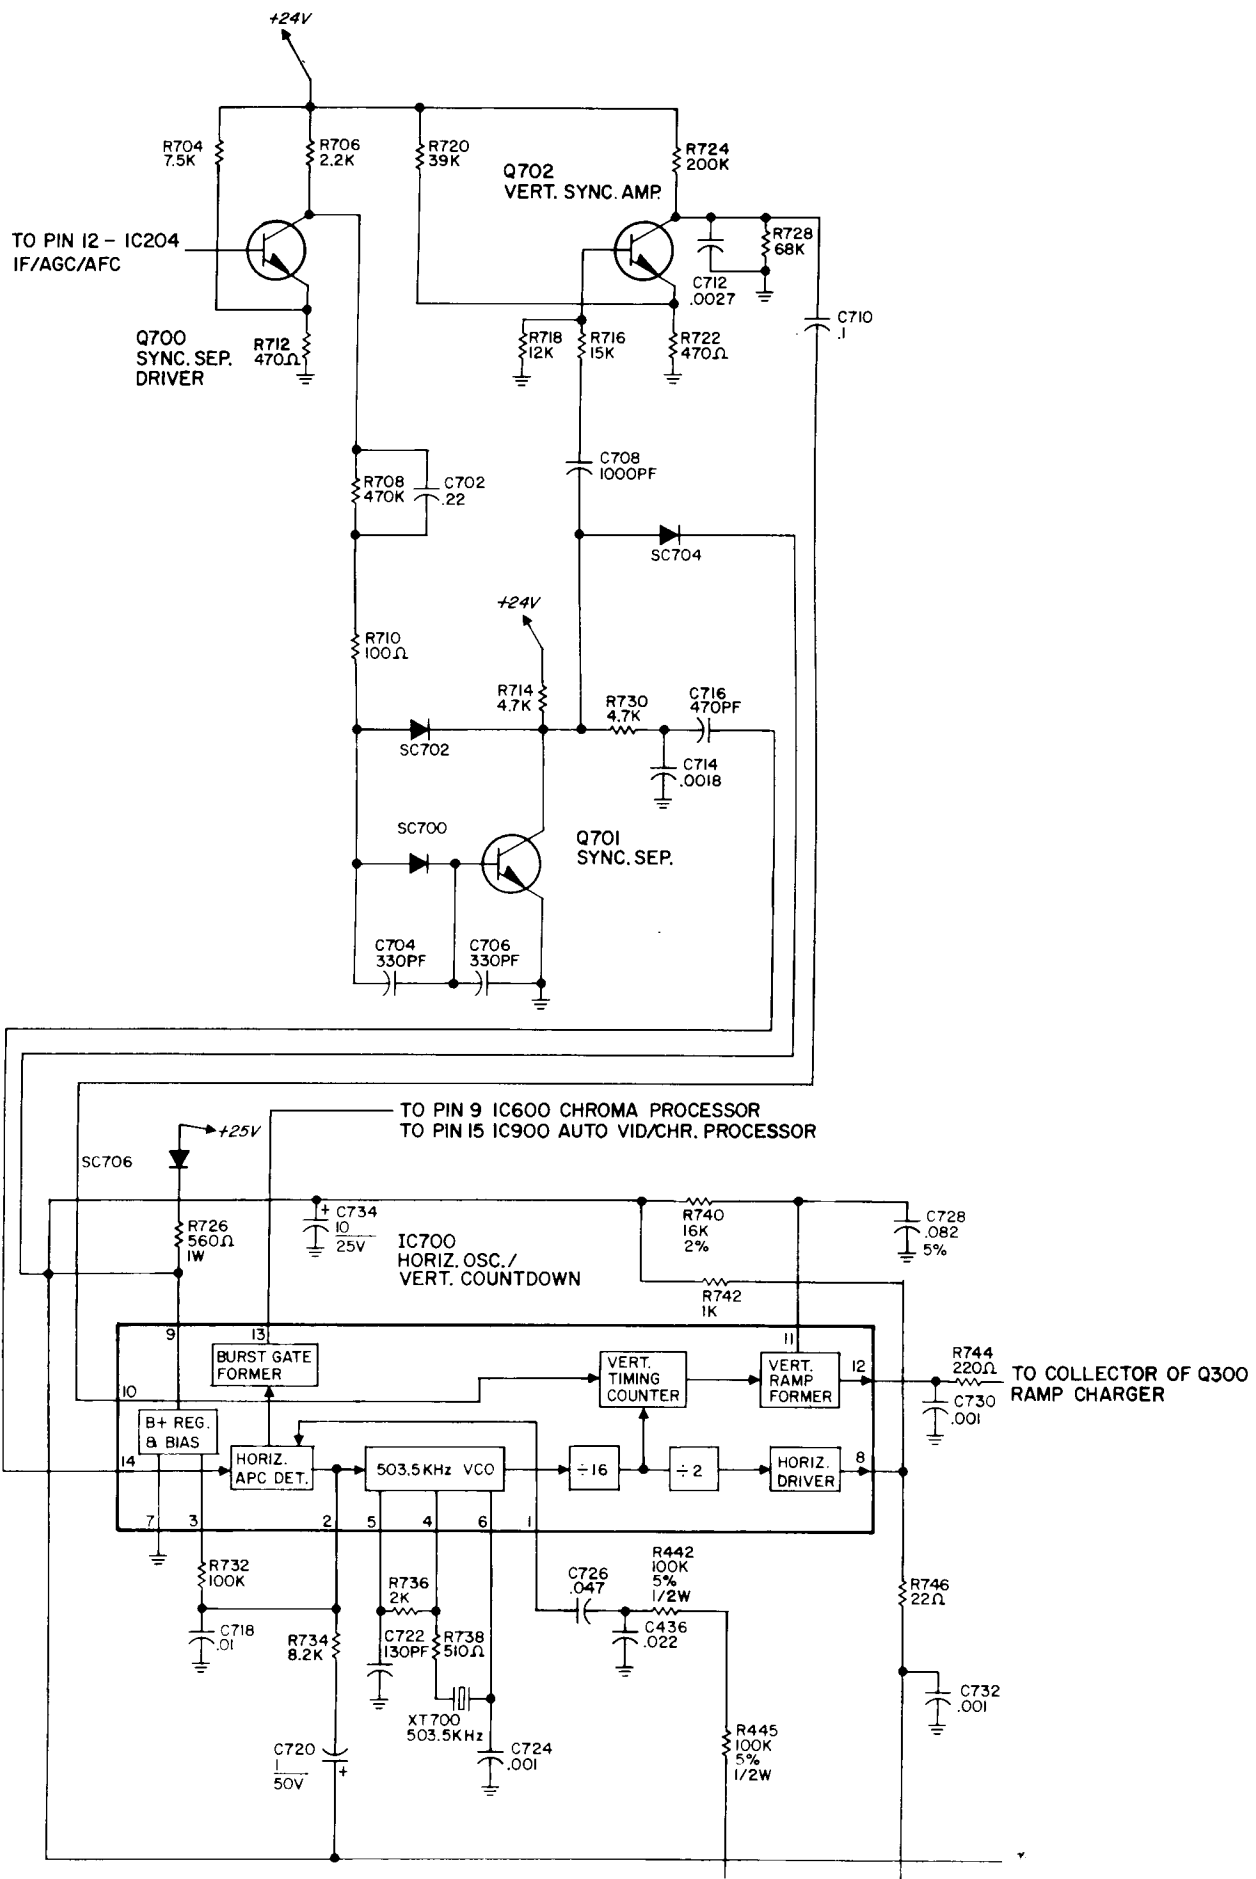 +24V
R704
7.5K
R706
2.2K
R720
39K
Q702
VERT. SYNC. AMP.
R724
200K
TO PIN 12 - IC204
IF/AGC/AFC
R728
68K
C712
.0027
C710
.1
Q700
SYNC. SEP.
DRIVER
R712
470Ω
R718
12K
R716
15K
R722
470Ω
R708
470K
C702
.22
C708
1000PF
SC704
+24V
R710
100Ω
R714
4.7K
R730
4.7K
C716
470PF
SC702
C714
.0018
SC700
Q701
SYNC. SEP.
C704
330PF
C706
330PF
TO PIN 9 IC600 CHROMA PROCESSOR
TO PIN 15 IC900 AUTO VID/CHR. PROCESSOR
+25V
SC706
R726
560Ω
1W
+ C734
10
25V
IC700
HORIZ. OSC./
VERT. COUNTDOWN
R740
16K
2%
C728
.082
5%
R742
1K
9
13
11
BURST GATE
FORMER
VERT.
TIMING
COUNTER
VERT.
RAMP
FORMER
12
R744
220Ω
TO COLLECTOR OF Q300
RAMP CHARGER
C730
.001
10
B+ REG.
& BIAS
14
HORIZ.
APC DET.
503.5KHz VCO
÷16
÷2
HORIZ.
DRIVER
8
7
3
2
5
4
6
1
R732
100K
C718
.01
R734
8.2K
R736
2K
C722
130PF
R738
510Ω
C726
.047
R442
100K
5%
1/2W
C436
.022
R746
22Ω
XT700
503.5KHz
C732
.001
C720
1
50V
+
C724
.001
R445
100K
5%
1/2W